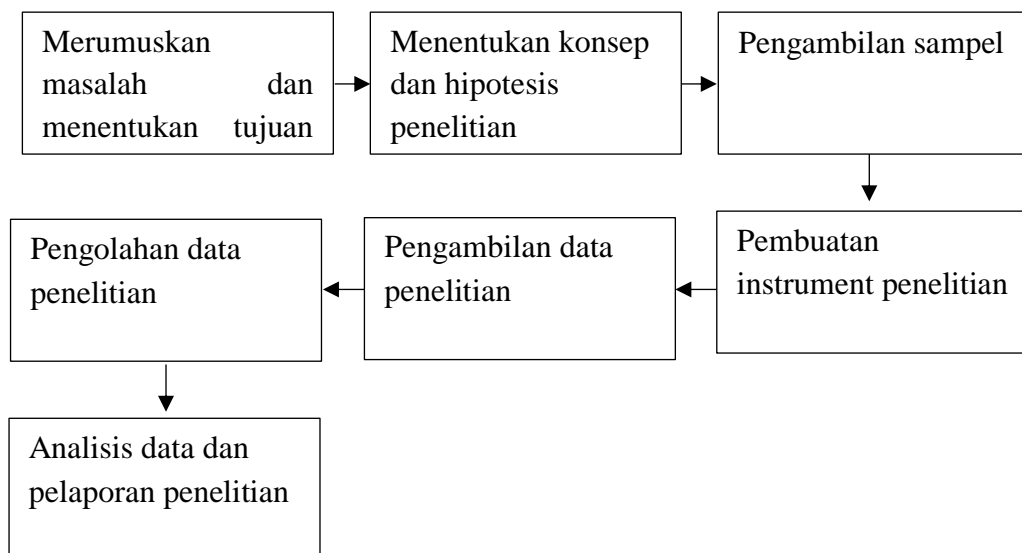 Merumuskan
masalah dan
menentukan tujuan
Menentukan konsep
dan hipotesis
penelitian
Pengambilan sampel
Pembuatan
instrument penelitian
Pengambilan data
penelitian
Pengolahan data
penelitian
Analisis data dan
pelaporan penelitian